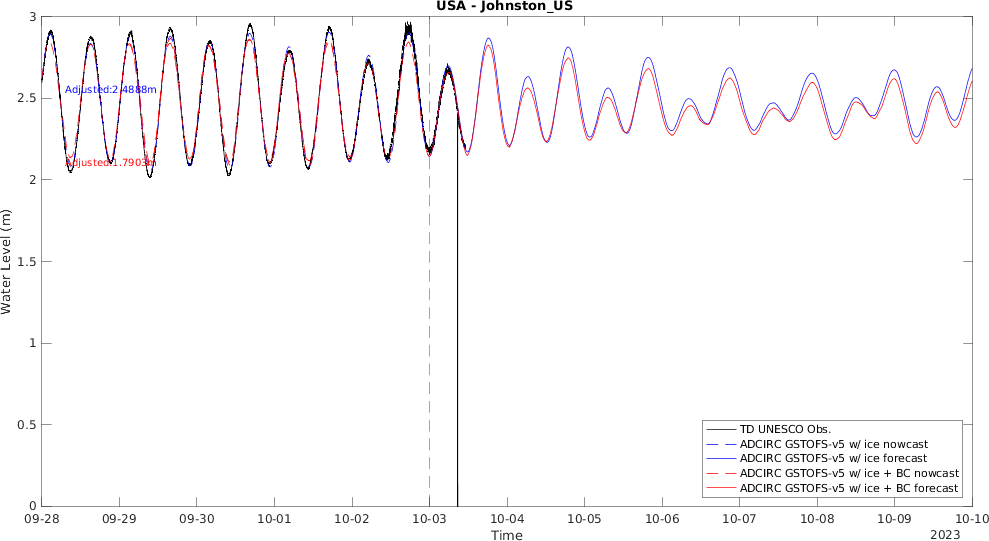 USA - Johnston_US
3
2.5
2
1.5
1
0.5
0
Water Level (m)
Adjusted:2.4888m
Adjusted:1.7903m
TD UNESCO Obs.
ADCIRC GSTOFS-v5 w/ ice nowcast
ADCIRC GSTOFS-v5 w/ ice forecast
ADCIRC GSTOFS-v5 w/ ice + BC nowcast
ADCIRC GSTOFS-v5 w/ ice + BC forecast
09-28 09-29 09-30 10-01 10-02 10-03 10-04 10-05 10-06 10-07 10-08 10-09 10-10
Time
2023